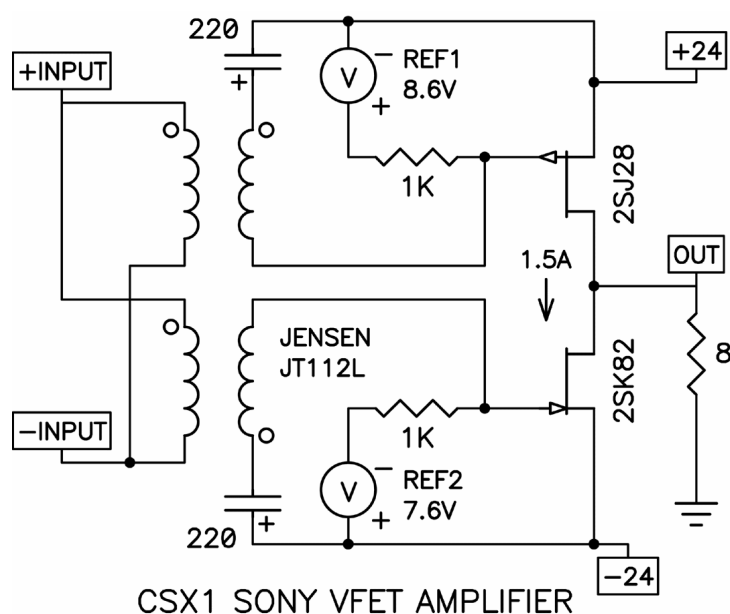 220
+INPUT
REF1
8.6V
+24
V
−
+
+
1K
2SJ28
1.5A
OUT
JENSEN
JT112L
8
2SK82
−INPUT
1K
REF2
7.6V
V
−
+
+
220
−24
CSX1 SONY VFET AMPLIFIER